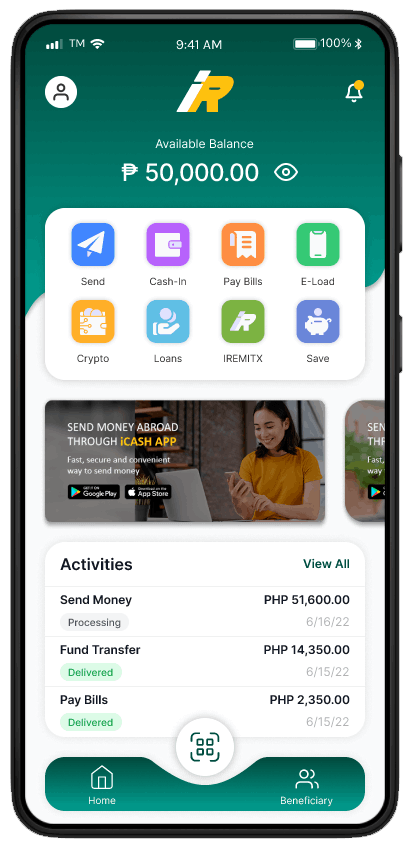 TM
9:41 AM
100%
iR
Available Balance
₱ 50,000.00
Send
Cash-In
Pay Bills
E-Load
Crypto
Loans
iR
IREMITX
Save
SEND MONEY ABROAD
THROUGH iCASH APP
Fast, secure and convenient
way to send money
GET IT ON
Google Play
Download on the
App Store
SEN
THR
Fast
way
Activities
View All
Send Money
PHP 51,600.00
Processing
6/16/22
Fund Transfer
PHP 14,350.00
Delivered
6/15/22
Pay Bills
PHP 2,350.00
Delivered
6/15/22
Home
Beneficiary